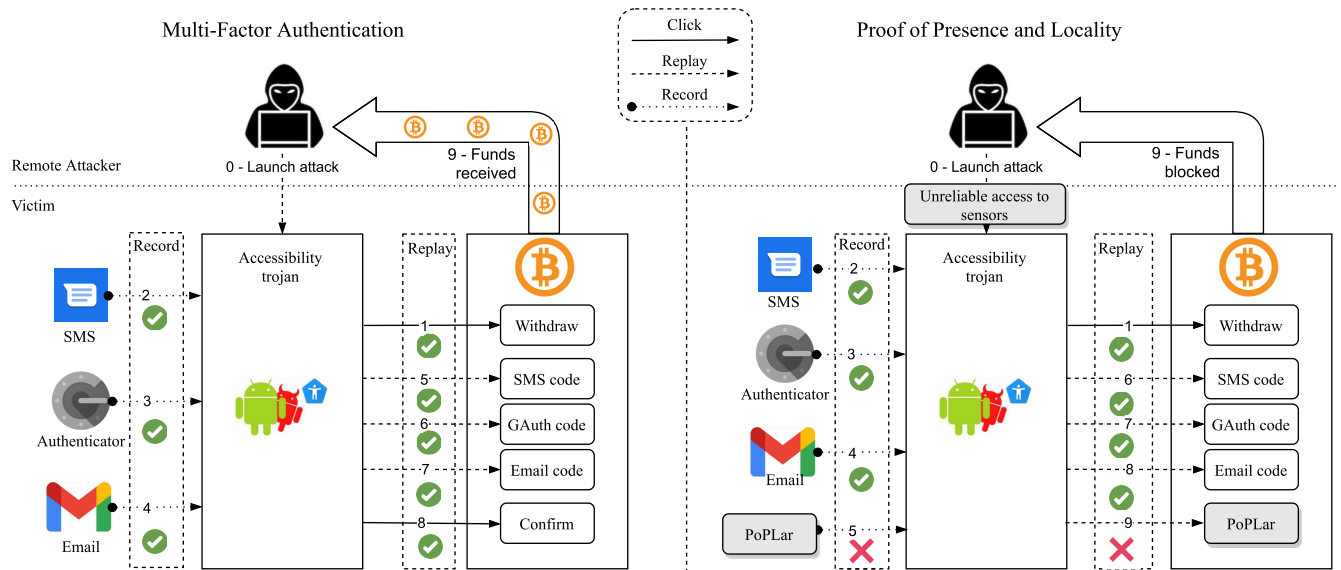 Multi-Factor Authentication
Click
Replay
Record
Proof of Presence and Locality
Remote Attacker
0 - Launch attack
9 - Funds
received
Victim
Record
Accessibility
trojan
Replay
2
SMS
3
Authenticator
4
Email
1
Withdraw
5
SMS code
6
GAuth code
7
Email code
8
Confirm
0 - Launch attack
9 - Funds
blocked
Unreliable access to
sensors
Record
Accessibility
trojan
Replay
2
SMS
3
Authenticator
4
Email
5
PoPLar
1
Withdraw
6
SMS code
7
GAuth code
8
Email code
9
PoPLar